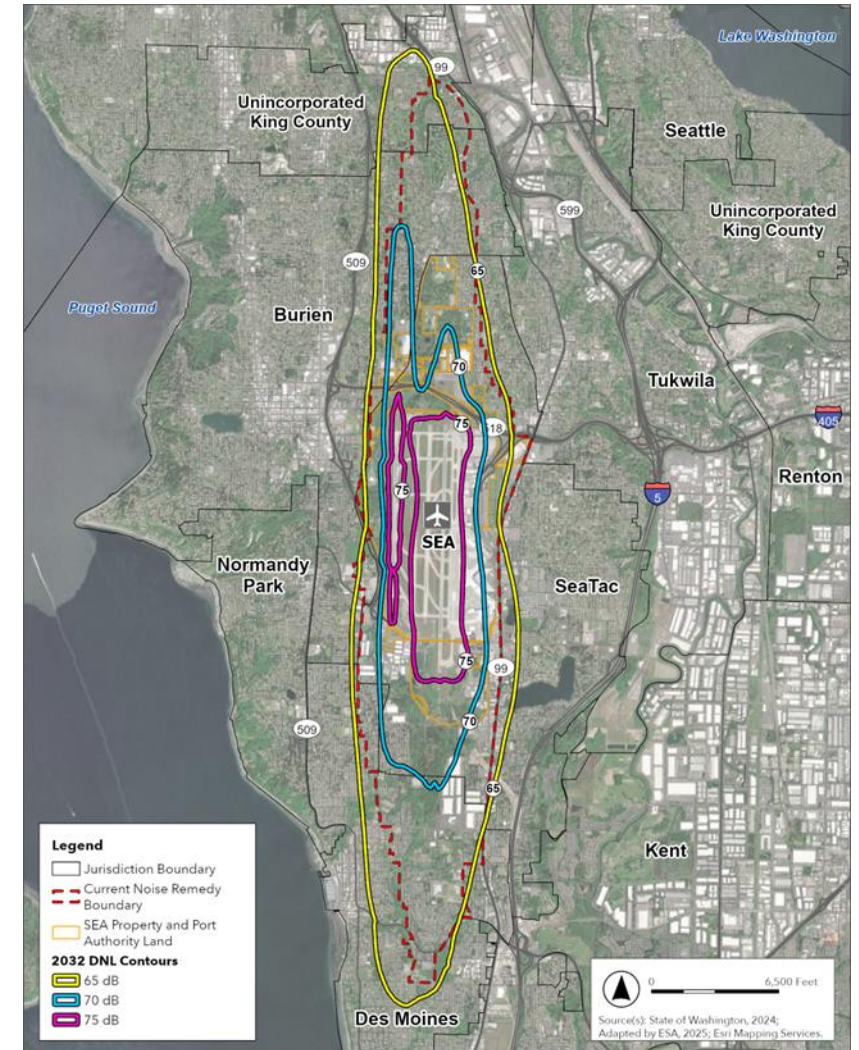 Lake Washington
99
Unincorporated
King County
Seattle
599
Unincorporated
King County
509
65
Puget Sound
Burien
70
Tukwila
405
75
518
Renton
75
5
SEA
Normandy
Park
SeaTac
75
99
70
509
65
Kent
Legend
Jurisdiction Boundary
Current Noise Remedy
Boundary
SEA Property and Port
Authority Land
2032 DNL Contours
65 dB
70 dB
75 dB
Des Moines
0 6,500 Feet
Source(s): State of Washington, 2024;
Adapted by ESA, 2025; Esri Mapping Services.